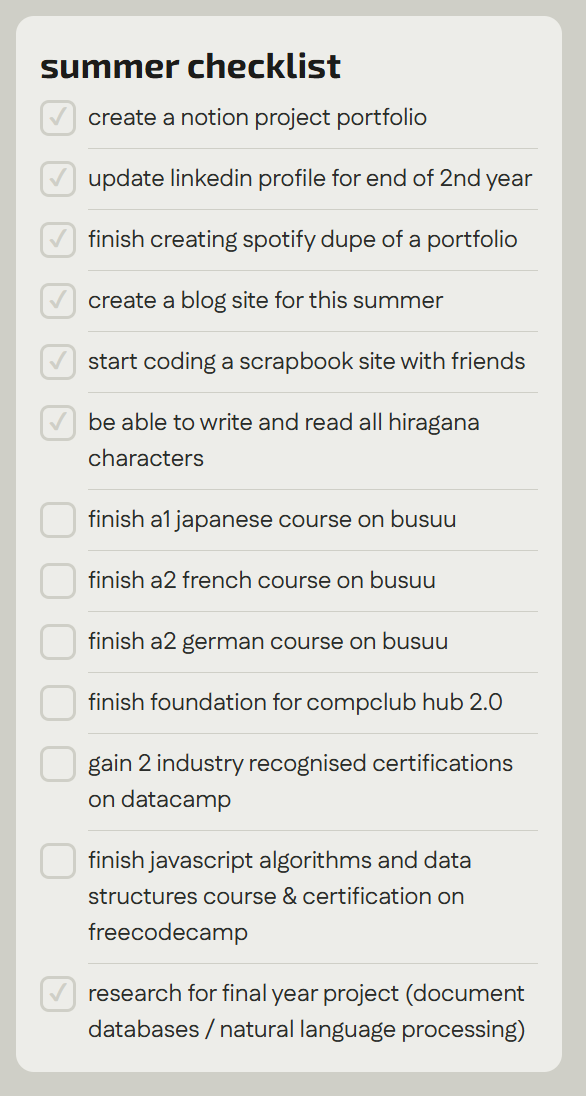 summer checklist
create a notion project portfolio
update linkedin profile for end of 2nd year
finish creating spotify dupe of a portfolio
create a blog site for this summer
start coding a scrapbook site with friends
be able to write and read all hiragana
characters
finish a1 japanese course on busuu
finish a2 french course on busuu
finish a2 german course on busuu
finish foundation for compclub hub 2.0
gain 2 industry recognised certifications
on datacamp
finish javascript algorithms and data
structures course & certification on
freecodecamp
research for final year project (document
databases / natural language processing)